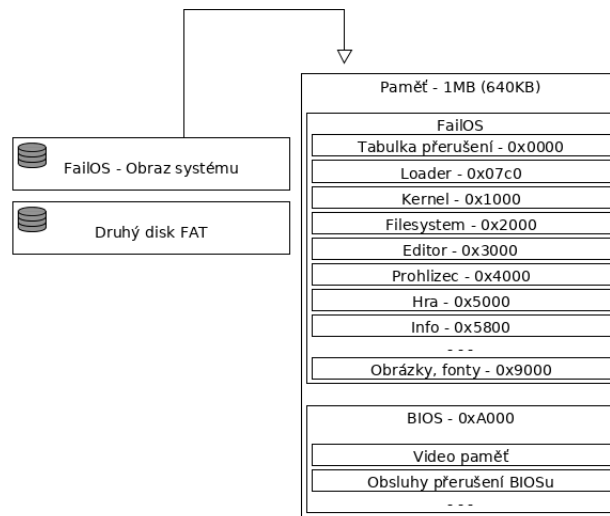 Paměť - 1MB (640KB)
FailOS
Tabulka přerušení - 0x0000
FailOS - Obraz systému
Loader - 0x07c0
Kernel - 0x1000
Druhý disk FAT
Filesystem - 0x2000
Editor - 0x3000
Prohlizec - 0x4000
Hra - 0x5000
Info - 0x5800
- - -
Obrázky, fonty - 0x9000
BIOS - 0xA000
Video paměť
Obsluhy přerušení BIOSu
- - -